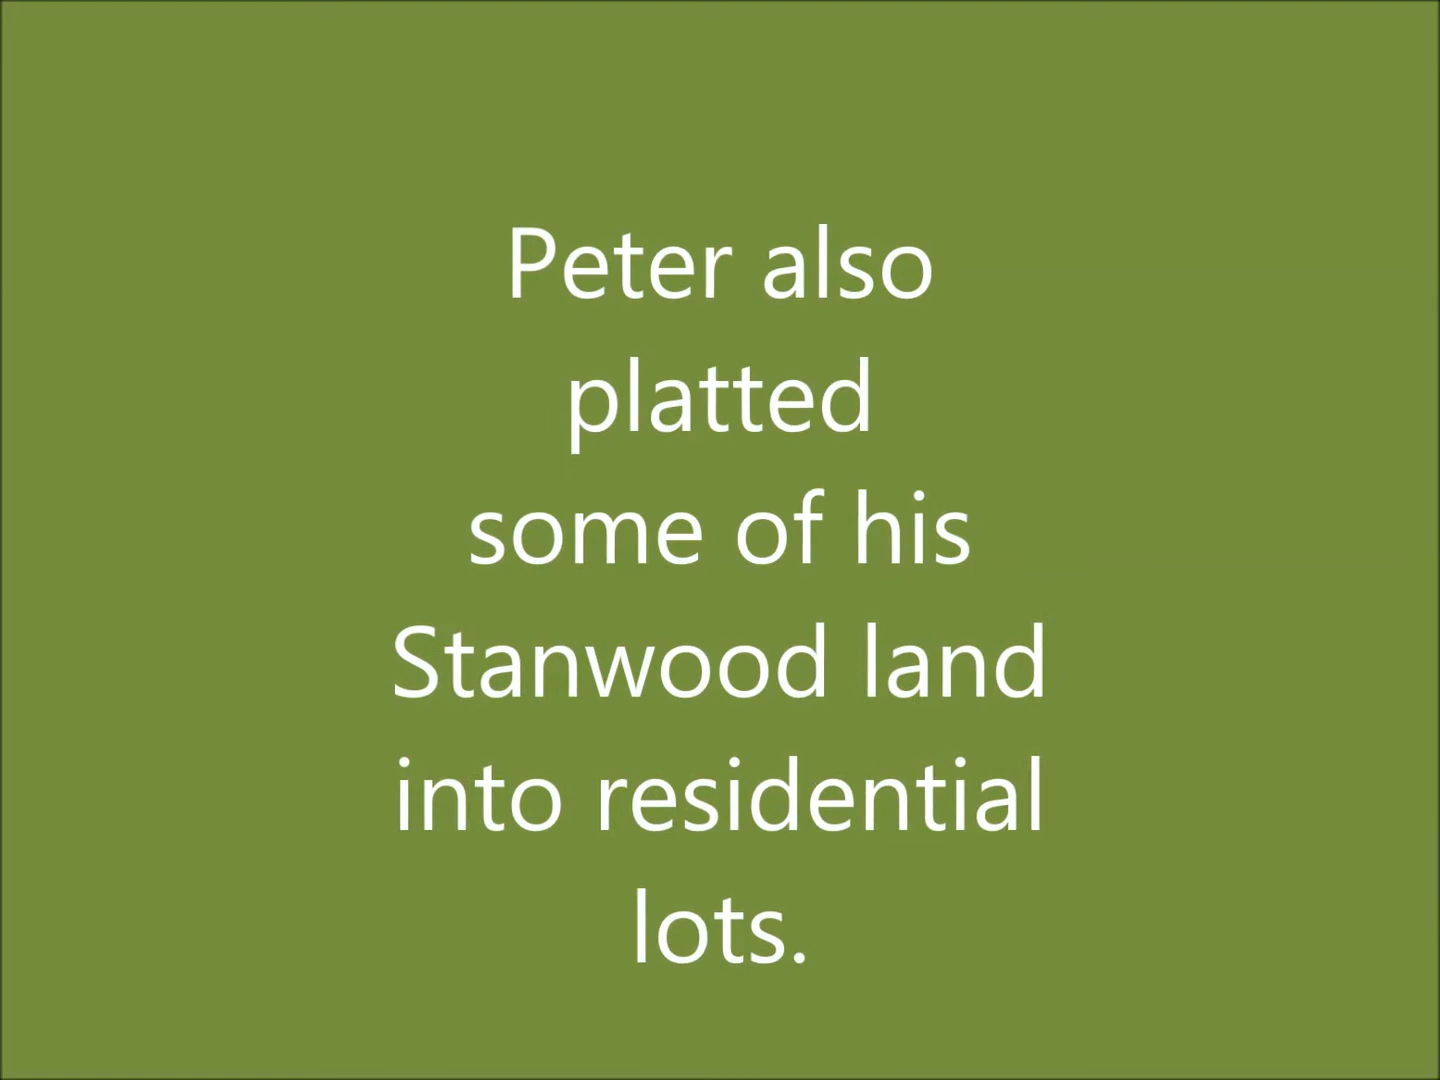 Peter also
platted
some of his
Stanwood land
into residential
lots.